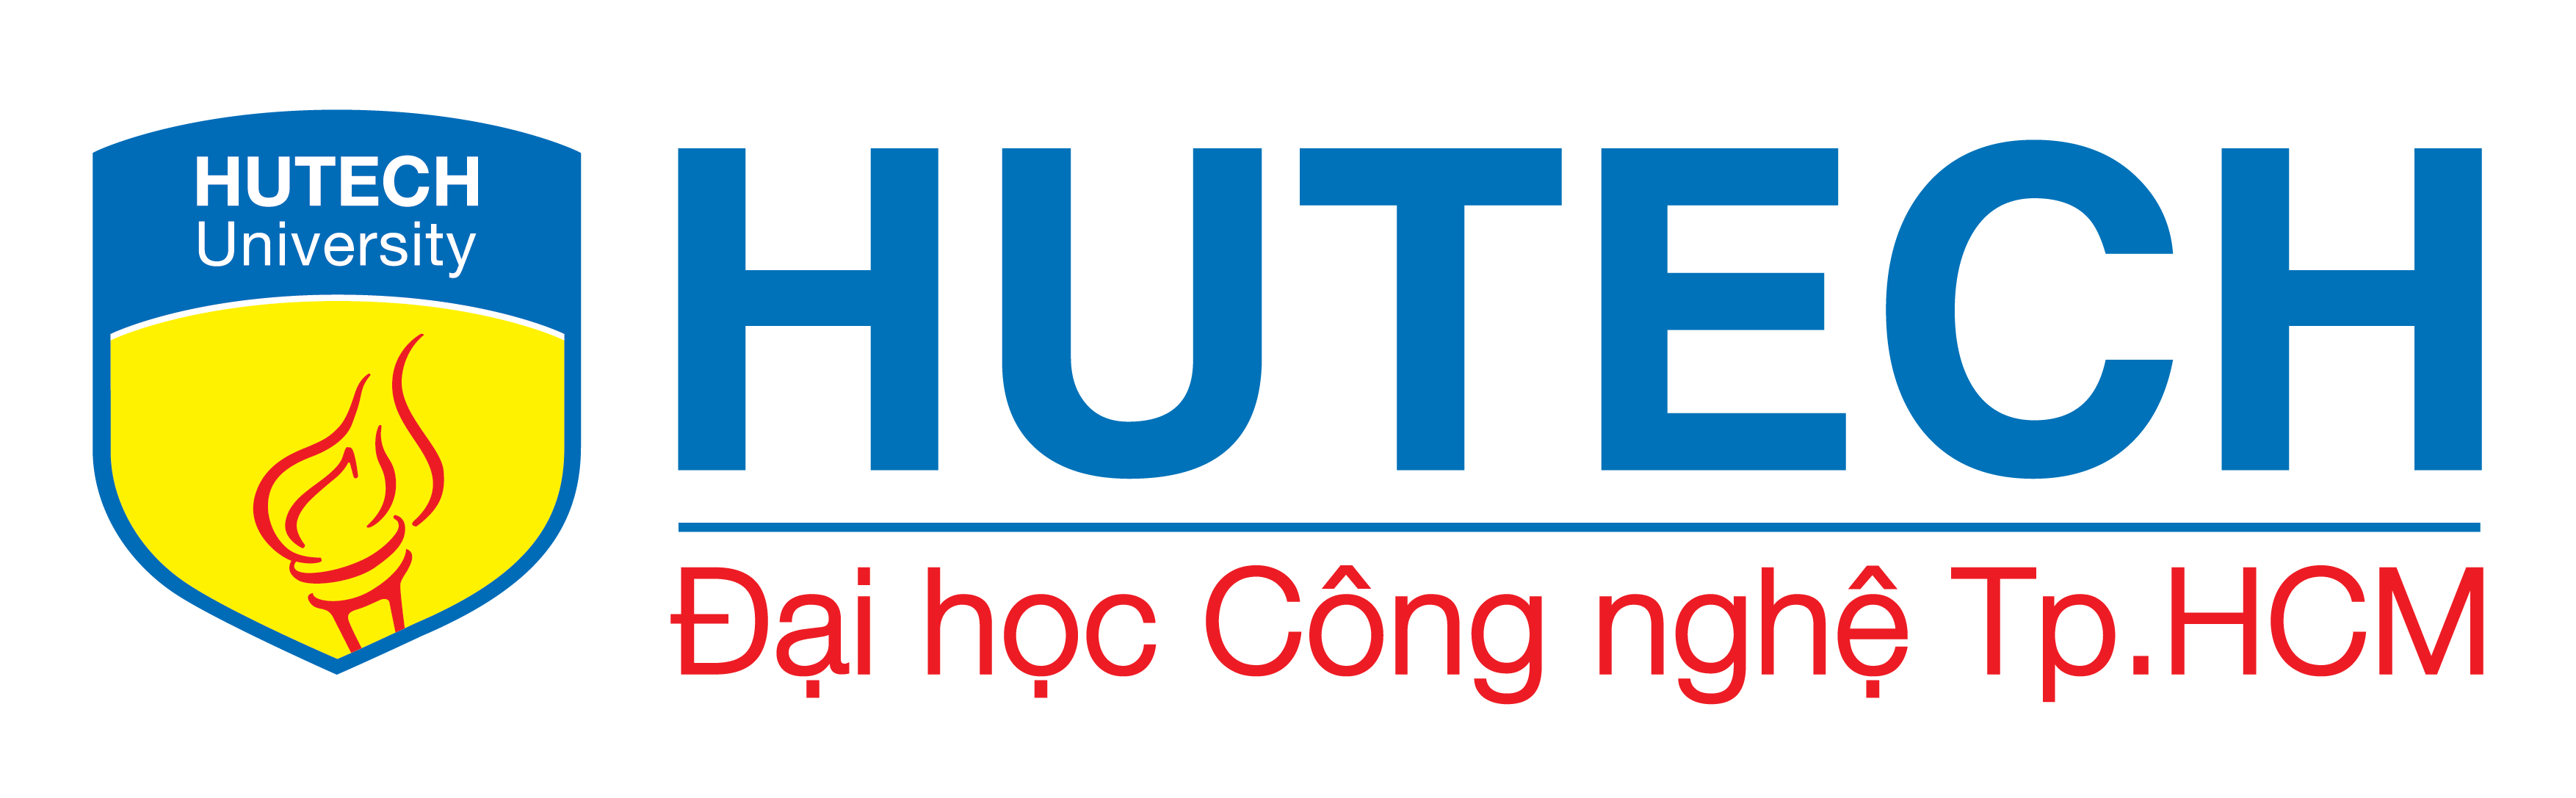 HUTECH
University
HUTECH
Đại học Công nghệ Tp.HCM